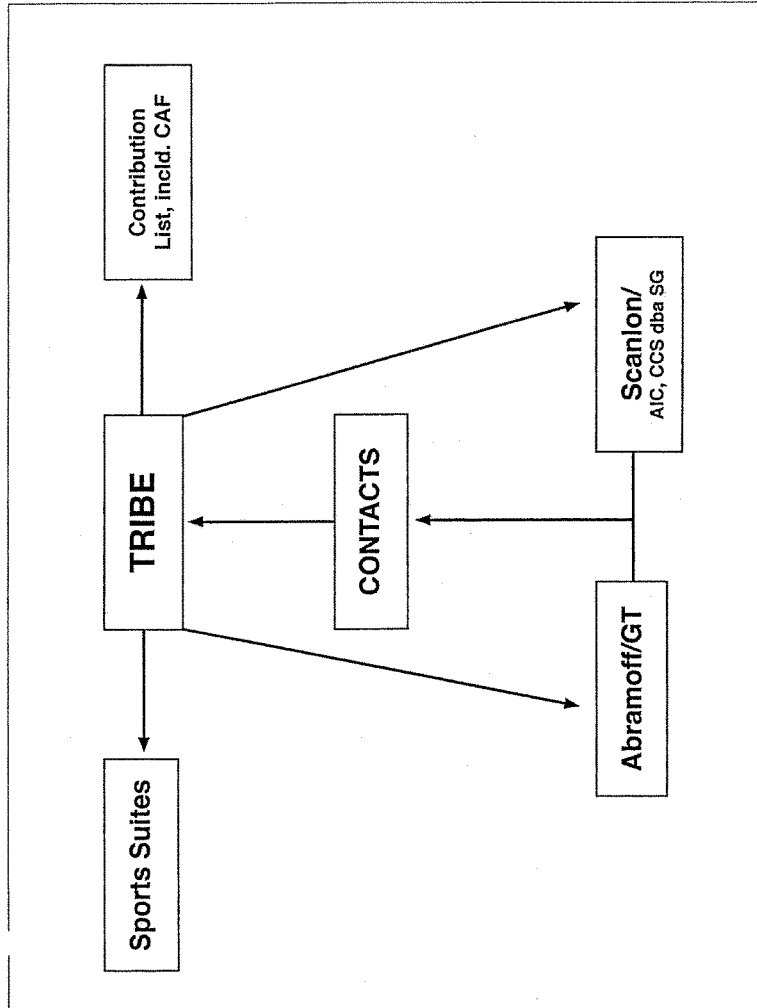 Sports Suites
TRIBE
Contribution
List, incld. CAF
CONTACTS
Abramoff/GT
Scanlon/
AIC, CCS dba SG